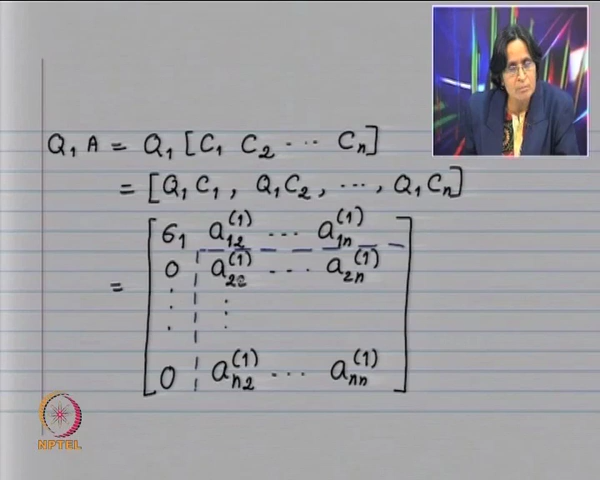 Q₁ A = Q₁ [C₁ C₂ ⋯ Cₙ]
= [Q₁C₁, Q₁C₂, ⋯, Q₁Cₙ]
= [ σ₁ a₁₂⁽¹⁾ ⋯ a₁ₙ⁽¹⁾
0 a₂₂⁽¹⁾ ⋯ a₂ₙ⁽¹⁾
⋮ ⋮
0 aₙ₂⁽¹⁾ ⋯ aₙₙ⁽¹⁾ ]
NPTEL